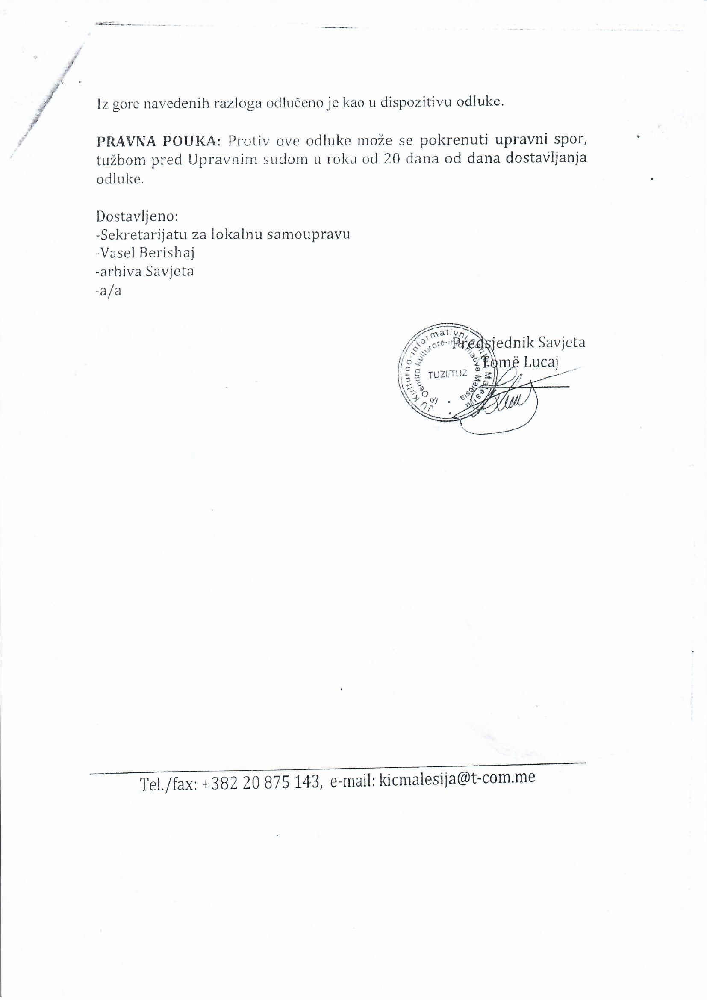 Iz gore navedenih razloga odlučeno je kao u dispozitivu odluke.
PRAVNA POUKA: Protiv ove odluke može se pokrenuti upravni spor,
tužbom pred Upravnim sudom u roku od 20 dana od dana dostavljanja
odluke.
Dostavljeno:
-Sekretarijatu za lokalnu samoupravu
-Vasel Berishaj
-arhiva Savjeta
-a/a
Predsjednik Savjeta
Tomë Lucaj
JU Kulturno-Informativni Malesija
IP Qendra kulturore-informative Malësia
TUZI/TUZ
Tel./fax: +382 20 875 143, e-mail: kicmalesija@t-com.me